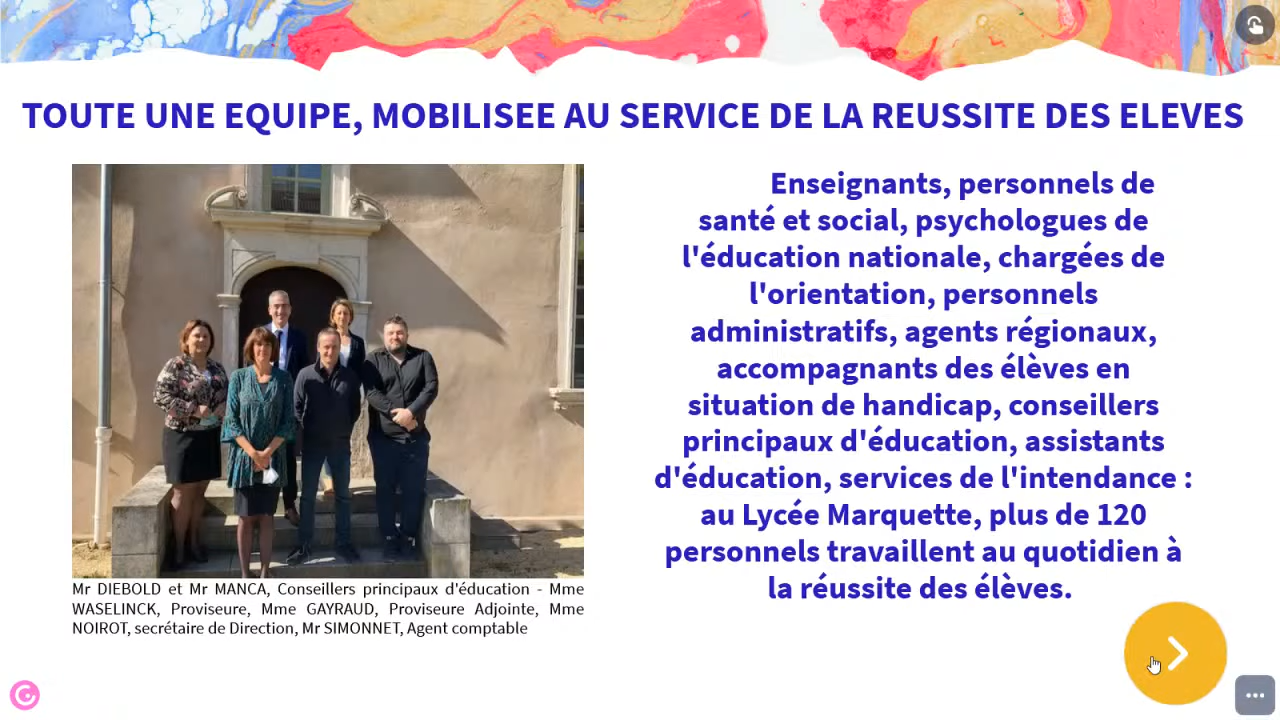 TOUTE UNE EQUIPE, MOBILISEE AU SERVICE DE LA REUSSITE DES ELEVES
Mr DIEBOLD et Mr MANCA, Conseillers principaux d'éducation - Mme
WASELINCK, Proviseure, Mme GAYRAUD, Proviseure Adjointe, Mme
NOIROT, secrétaire de Direction, Mr SIMONNET, Agent comptable
Enseignants, personnels de
santé et social, psychologues de
l'éducation nationale, chargées de
l'orientation, personnels
administratifs, agents régionaux,
accompagnants des élèves en
situation de handicap, conseillers
principaux d'éducation, assistants
d'éducation, services de l'intendance :
au Lycée Marquette, plus de 120
personnels travaillent au quotidien à
la réussite des élèves.